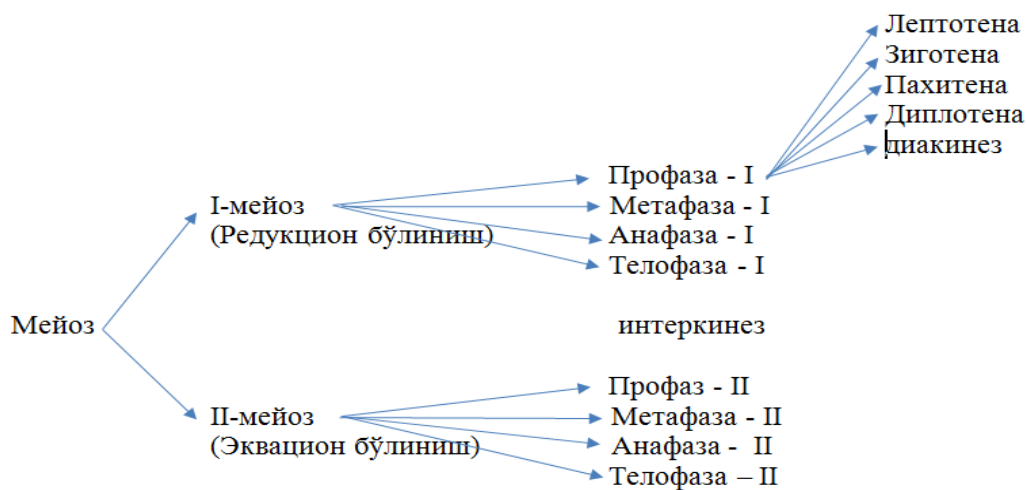 Лептотена
Зиготена
Пахитена
Диплотена
диакинез
Профаза - I
I-мейоз
Метафаза - I
(Редукцион бўлиниш)
Анафаза - I
Телофаза - I
Мейоз
интеркинез
Профаз - II
II-мейоз
Метафаза - II
(Эквацион бўлиниш)
Анафаза - II
Телофаза – II